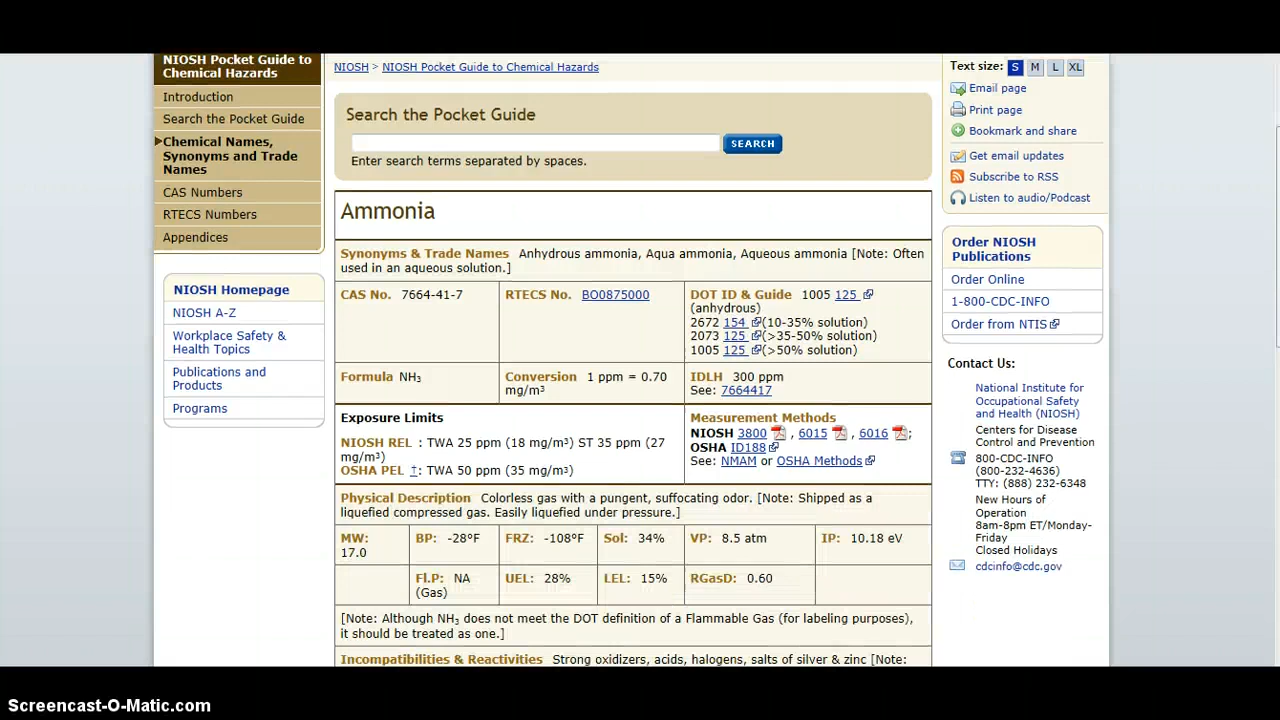 NIOSH Pocket Guide to
Chemical Hazards
Introduction
Search the Pocket Guide
Chemical Names,
Synonyms and Trade
Names
CAS Numbers
RTECS Numbers
Appendices
NIOSH Homepage
NIOSH A-Z
Workplace Safety &
Health Topics
Publications and
Products
Programs
NIOSH > NIOSH Pocket Guide to Chemical Hazards
Search the Pocket Guide
SEARCH
Enter search terms separated by spaces.
Ammonia
Synonyms & Trade Names Anhydrous ammonia, Aqua ammonia, Aqueous ammonia [Note: Often
used in an aqueous solution.]
CAS No. 7664-41-7
RTECS No. BO0875000
DOT ID & Guide 1005 125
(anhydrous)
2672 154 (10-35% solution)
2073 125 (>35-50% solution)
1005 125 (>50% solution)
Formula NH₃
Conversion 1 ppm = 0.70
mg/m³
IDLH 300 ppm
See: 7664417
Exposure Limits
NIOSH REL : TWA 25 ppm (18 mg/m³) ST 35 ppm (27
mg/m³)
OSHA PEL †: TWA 50 ppm (35 mg/m³)
Measurement Methods
NIOSH 3800 , 6015 , 6016 ;
OSHA ID188
See: NMAM or OSHA Methods
Physical Description Colorless gas with a pungent, suffocating odor. [Note: Shipped as a
liquefied compressed gas. Easily liquefied under pressure.]
MW:
17.0
BP: -28°F
FRZ: -108°F
Sol: 34%
VP: 8.5 atm
IP: 10.18 eV
Fl.P: NA
(Gas)
UEL: 28%
LEL: 15%
RGasD: 0.60
[Note: Although NH₃ does not meet the DOT definition of a Flammable Gas (for labeling purposes),
it should be treated as one.]
Incompatibilities & Reactivities Strong oxidizers, acids, halogens, salts of silver & zinc [Note:
Text size: S M L XL
Email page
Print page
Bookmark and share
Get email updates
Subscribe to RSS
Listen to audio/Podcast
Order NIOSH
Publications
Order Online
1-800-CDC-INFO
Order from NTIS
Contact Us:
National Institute for
Occupational Safety
and Health (NIOSH)
Centers for Disease
Control and Prevention
800-CDC-INFO
(800-232-4636)
TTY: (888) 232-6348
New Hours of
Operation
8am-8pm ET/Monday-
Friday
Closed Holidays
cdcinfo@cdc.gov
Screencast-O-Matic.com